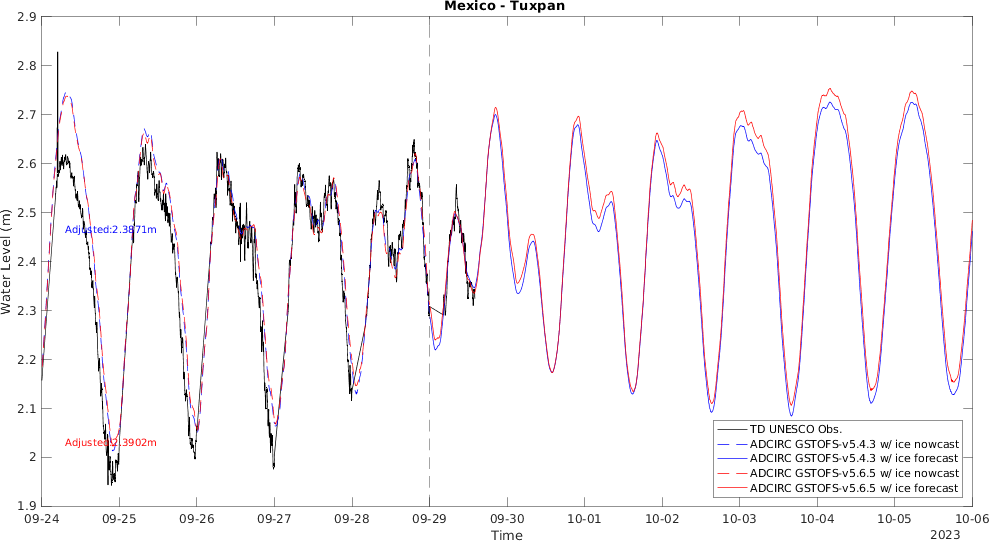 Mexico - Tuxpan
2.9
2.8
2.7
2.6
2.5
2.4
2.3
2.2
2.1
2
1.9
Water Level (m)
Adjusted:2.3871m
Adjusted:2.3902m
TD UNESCO Obs.
ADCIRC GSTOFS-v5.4.3 w/ ice nowcast
ADCIRC GSTOFS-v5.4.3 w/ ice forecast
ADCIRC GSTOFS-v5.6.5 w/ ice nowcast
ADCIRC GSTOFS-v5.6.5 w/ ice forecast
09-24 09-25 09-26 09-27 09-28 09-29 09-30 10-01 10-02 10-03 10-04 10-05 10-06
Time
2023